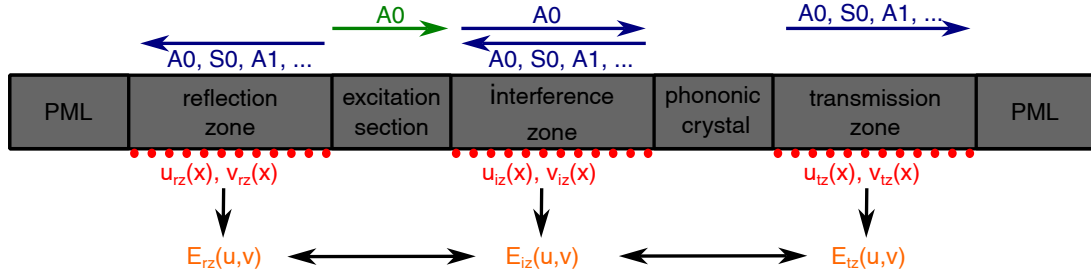 A0
A0
A0, S0, A1, ...
A0, S0, A1, ...
A0, S0, A1, ...
PML
reflection
zone
excitation
section
interference
zone
phononic
crystal
transmission
zone
PML
u_rz(x), v_rz(x)
u_iz(x), v_iz(x)
u_tz(x), v_tz(x)
E_rz(u,v)
E_iz(u,v)
E_tz(u,v)